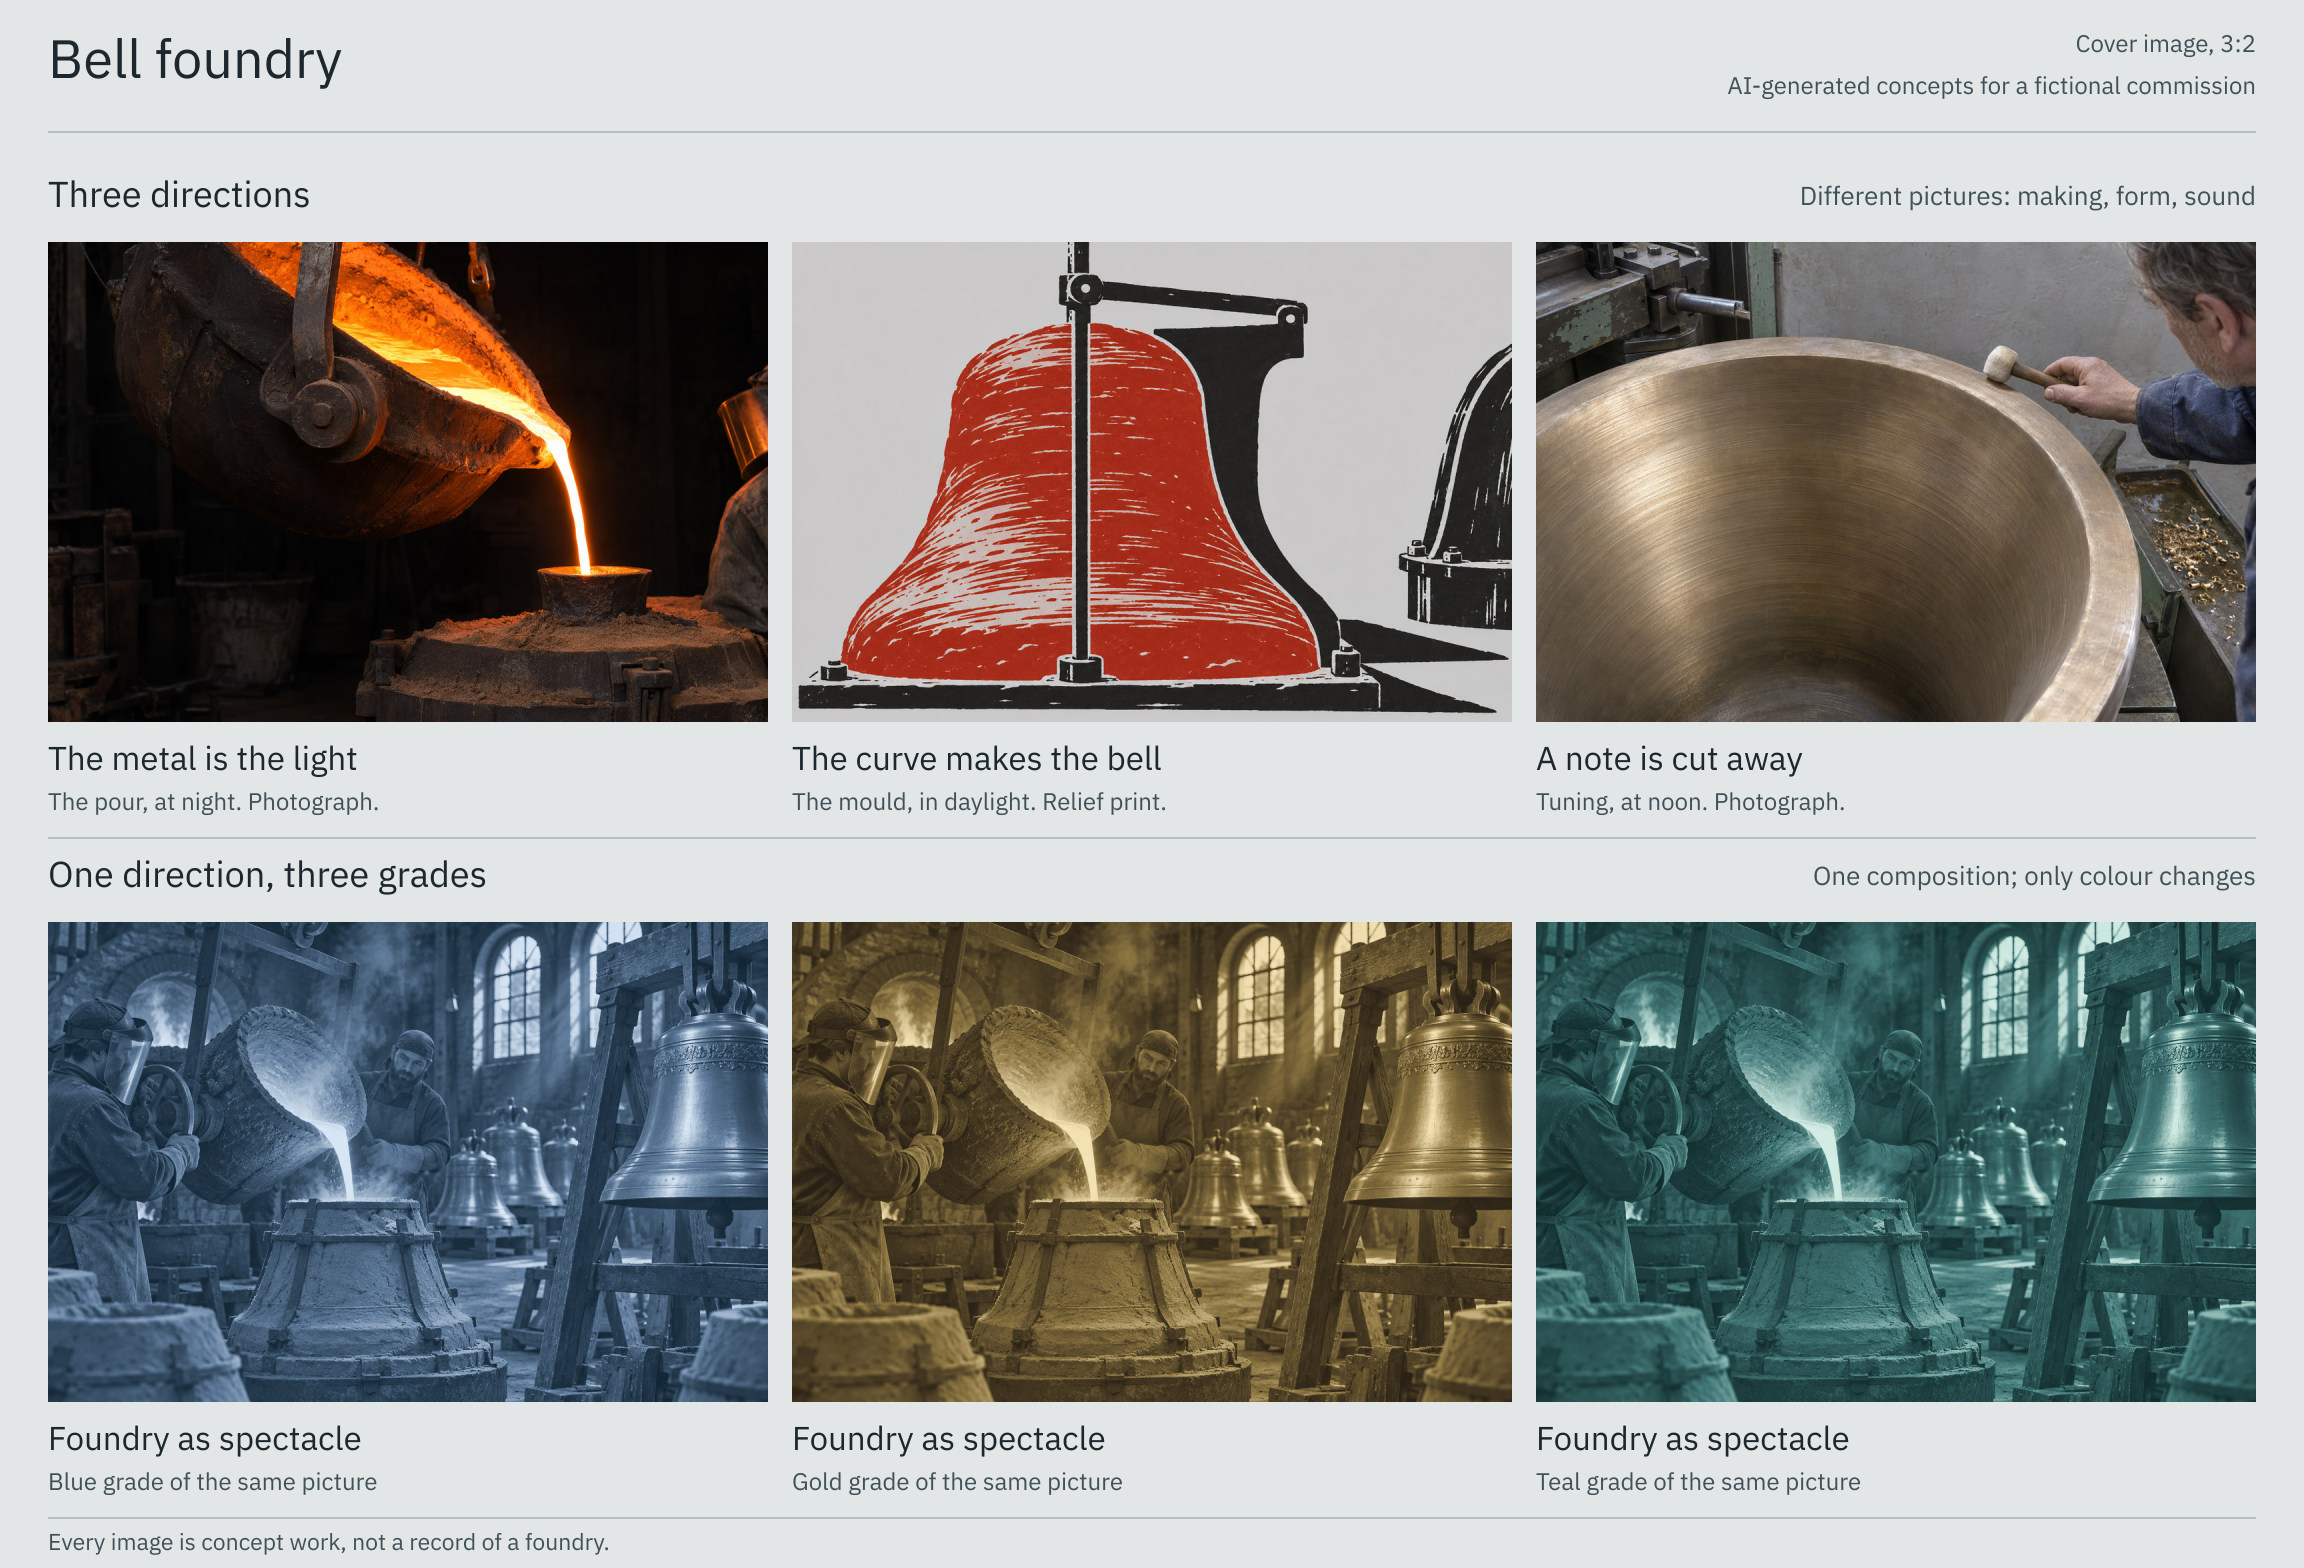 Bell foundry
Cover image, 3:2
AI-generated concepts for a fictional commission
Three directions
Different pictures: making, form, sound
The metal is the light
The pour, at night. Photograph.
The curve makes the bell
The mould, in daylight. Relief print.
A note is cut away
Tuning, at noon. Photograph.
One direction, three grades
One composition; only colour changes
Foundry as spectacle
Blue grade of the same picture
Foundry as spectacle
Gold grade of the same picture
Foundry as spectacle
Teal grade of the same picture
Every image is concept work, not a record of a foundry.